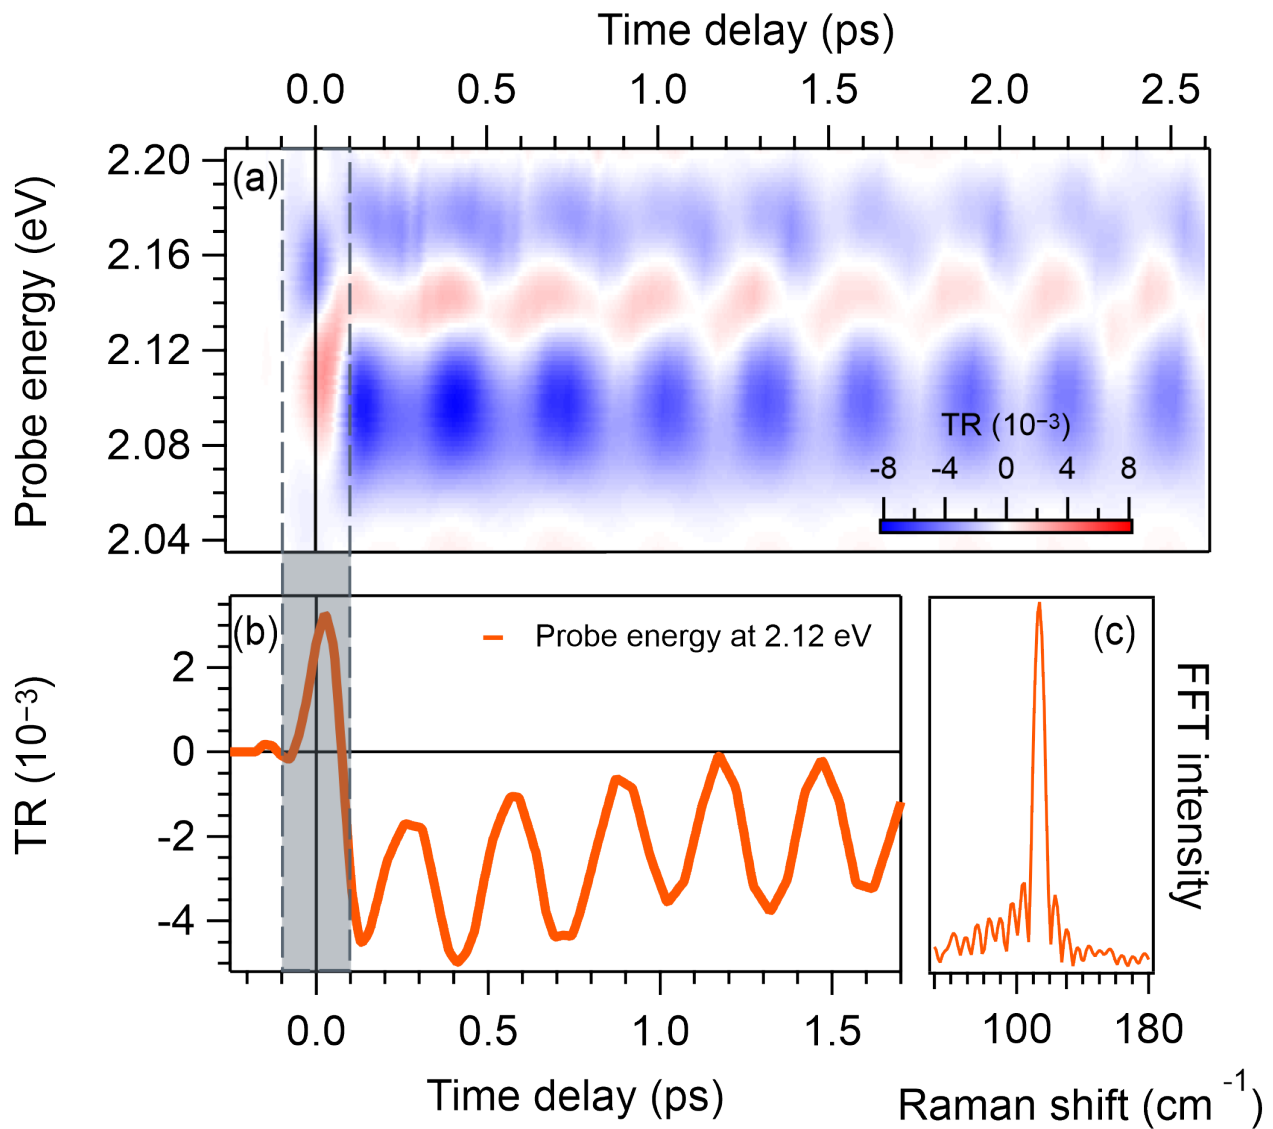 Time delay (ps)
0.0 0.5 1.0 1.5 2.0 2.5
(a)
Probe energy (eV)
2.20
2.16
2.12
2.08
2.04
TR (10−3)
-8 -4 0 4 8
(b)
Probe energy at 2.12 eV
TR (10−3)
2
0
-2
-4
0.0 0.5 1.0 1.5
Time delay (ps)
(c)
FFT intensity
100 180
Raman shift (cm-1)